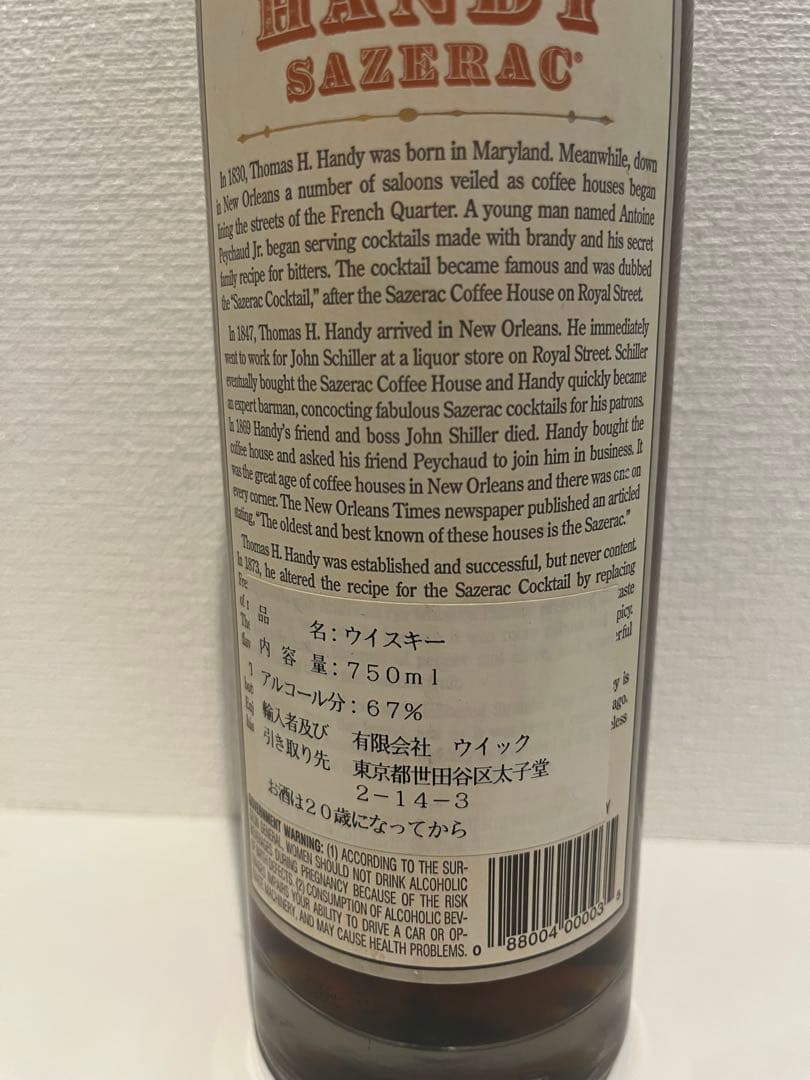 HANDY
SAZERAC®
In 1830, Thomas H. Handy was born in Maryland. Meanwhile, down
in New Orleans a number of saloons veiled as coffee houses began
lining the streets of the French Quarter. A young man named Antoine
Peychaud Jr. began serving cocktails made with brandy and his secret
family recipe for bitters. The cocktail became famous and was dubbed
the "Sazerac Cocktail," after the Sazerac Coffee House on Royal Street.
In 1847, Thomas H. Handy arrived in New Orleans. He immediately
went to work for John Schiller at a liquor store on Royal Street. Schiller
eventually bought the Sazerac Coffee House and Handy quickly became
an expert barman, concocting fabulous Sazerac cocktails for his patrons.
In 1869 Handy's friend and boss John Shiller died. Handy bought the
coffee house and asked his friend Peychaud to join him in business. It
was the great age of coffee houses in New Orleans and there was one on
every corner. The New Orleans Times newspaper published an articled
stating, "The oldest and best known of these houses is the Sazerac."
Thomas H. Handy was established and successful, but never content.
In 1873, he altered the recipe for the Sazerac Cocktail by replacing
品名:ウイスキー
内容量:750ml
アルコール分:67%
輸入者及び
引き取り先
有限会社 ウイック
東京都世田谷区太子堂
2-14-3
お酒は20歳になってから
GOVERNMENT WARNING: (1) ACCORDING TO THE SUR-
GEON GENERAL, WOMEN SHOULD NOT DRINK ALCOHOLIC
BEVERAGES DURING PREGNANCY BECAUSE OF THE RISK
OF BIRTH DEFECTS. (2) CONSUMPTION OF ALCOHOLIC BEV-
ERAGES IMPAIRS YOUR ABILITY TO DRIVE A CAR OR OP-
ERATE MACHINERY, AND MAY CAUSE HEALTH PROBLEMS.
0 88004 00003 5